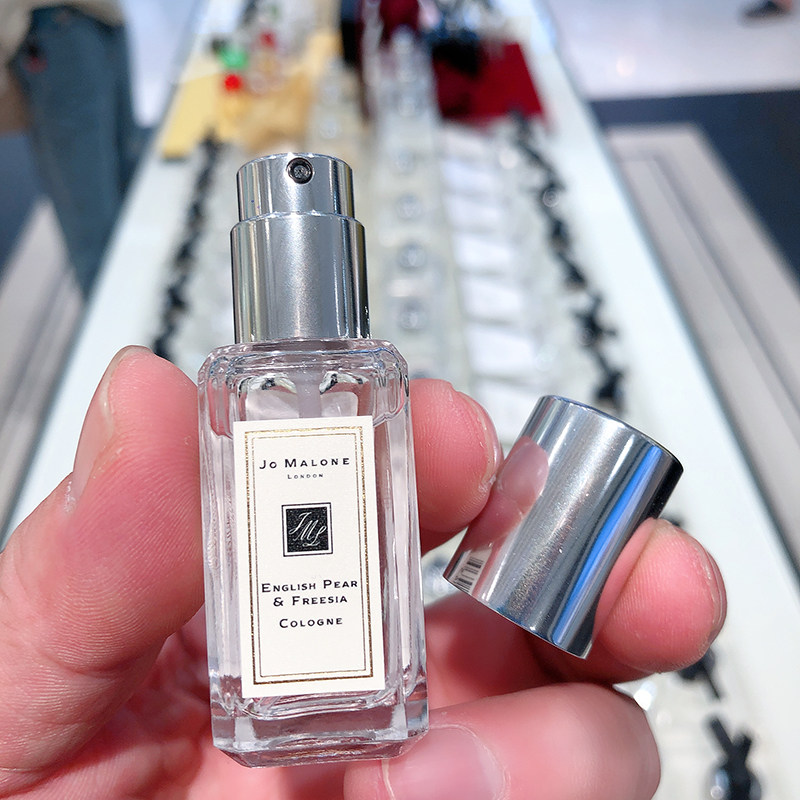 Jo Malone
London
JML
English Pear
& Freesia
Cologne